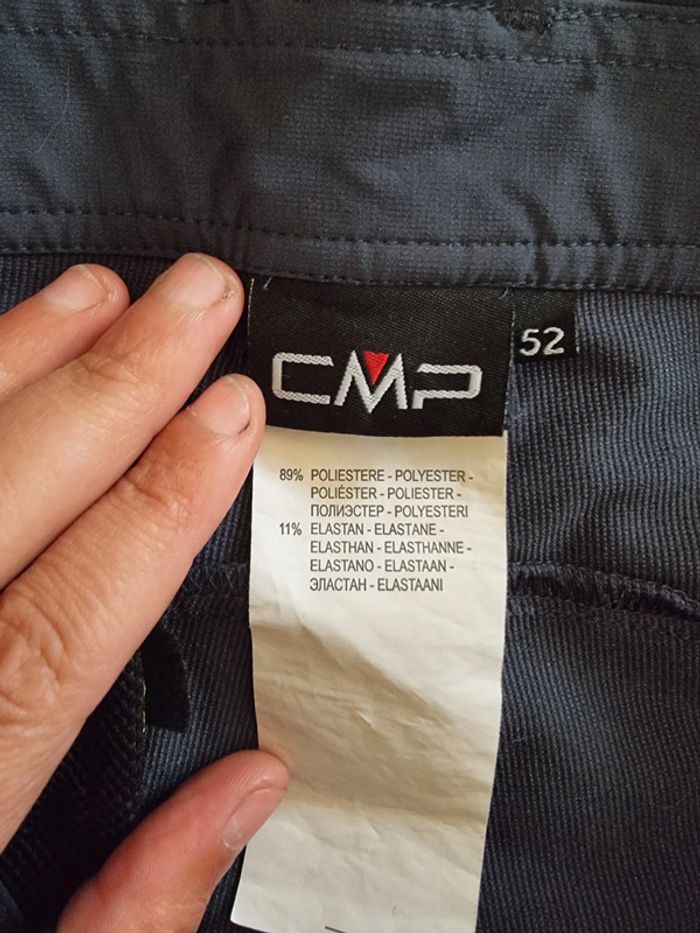 CMP
52
89% POLIESTERE - POLYESTER -
POLIÉSTER - POLIESTER -
ПОЛИЭСТЕР - POLYESTERI
11% ELASTAN - ELASTANE -
ELASTHAN - ELASTHANNE -
ELASTANO - ELASTAAN -
ЭЛАСТАН - ELASTAANI